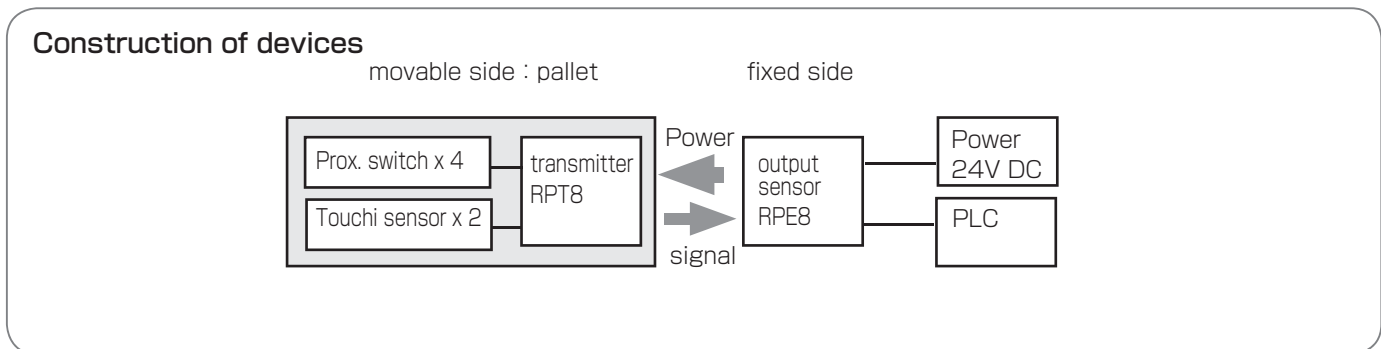 Construction of devices
movable side : pallet
fixed side
Prox. switch x 4
Touchi sensor x 2
transmitter
RPT8
Power
signal
output
sensor
RPE8
Power
24V DC
PLC